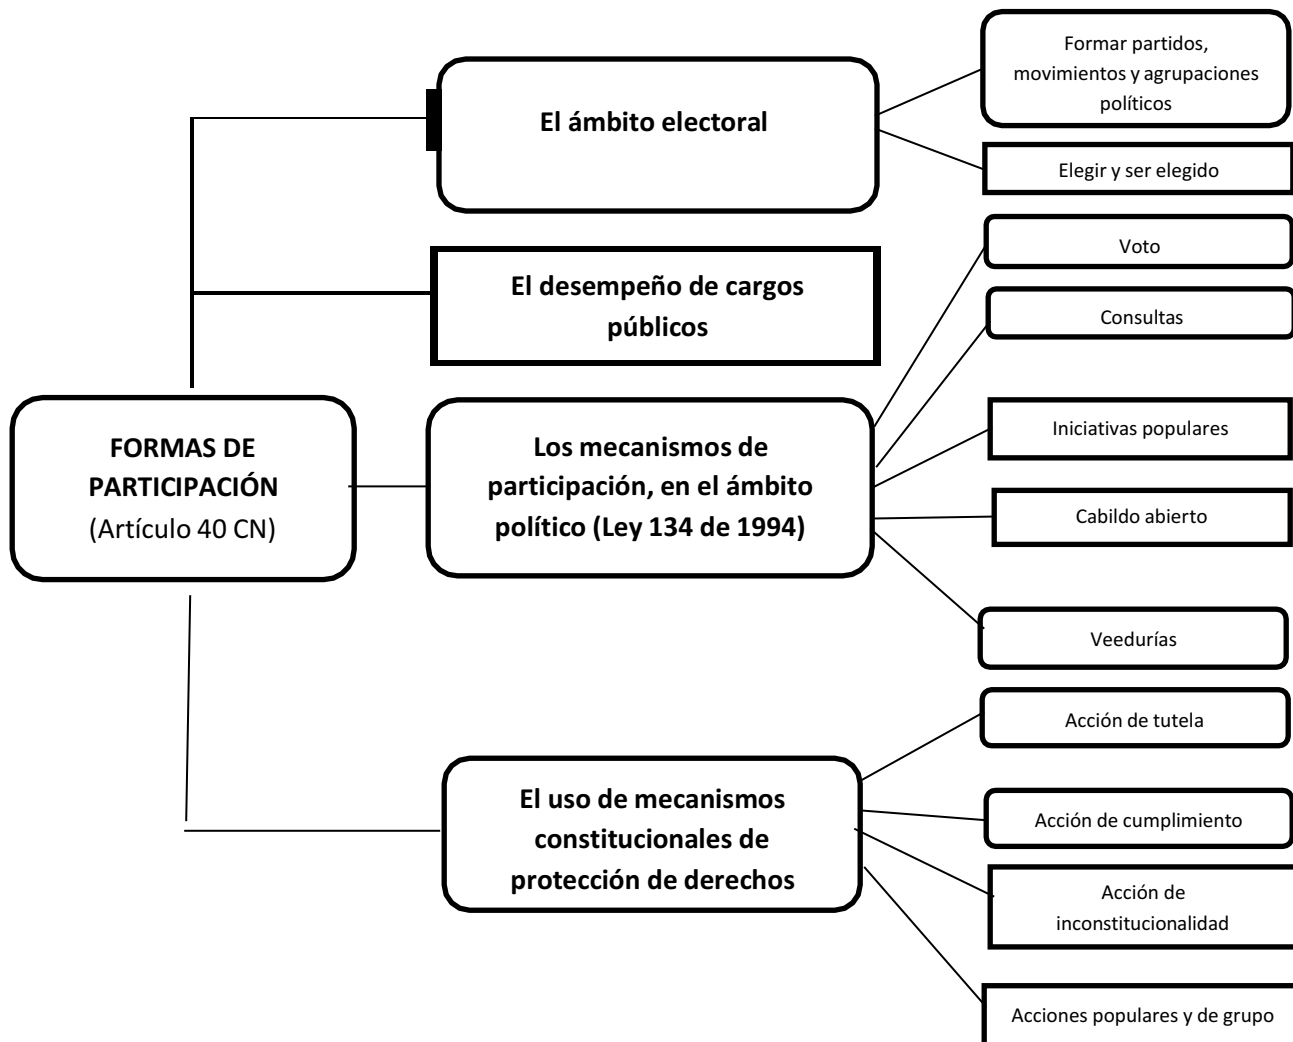 Formar partidos,
movimientos y agrupaciones
políticos
El ámbito electoral
Elegir y ser elegido
Voto
El desempeño de cargos
públicos
Consultas
FORMAS DE
PARTICIPACIÓN
(Artículo 40 CN)
Los mecanismos de
participación, en el ámbito
político (Ley 134 de 1994)
Iniciativas populares
Cabildo abierto
Veedurías
Acción de tutela
El uso de mecanismos
constitucionales de
protección de derechos
Acción de cumplimiento
Acción de
inconstitucionalidad
Acciones populares y de grupo